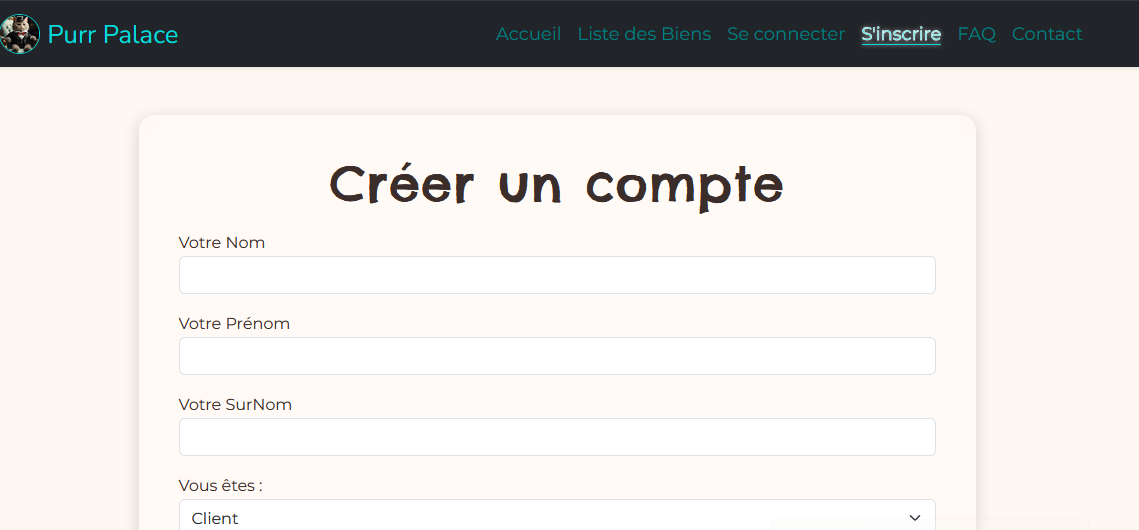 Purr Palace Accueil Liste des Biens Se connecter S'inscrire FAQ Contact
Créer un compte
Votre Nom
Votre Prénom
Votre SurNom
Vous êtes :
Client